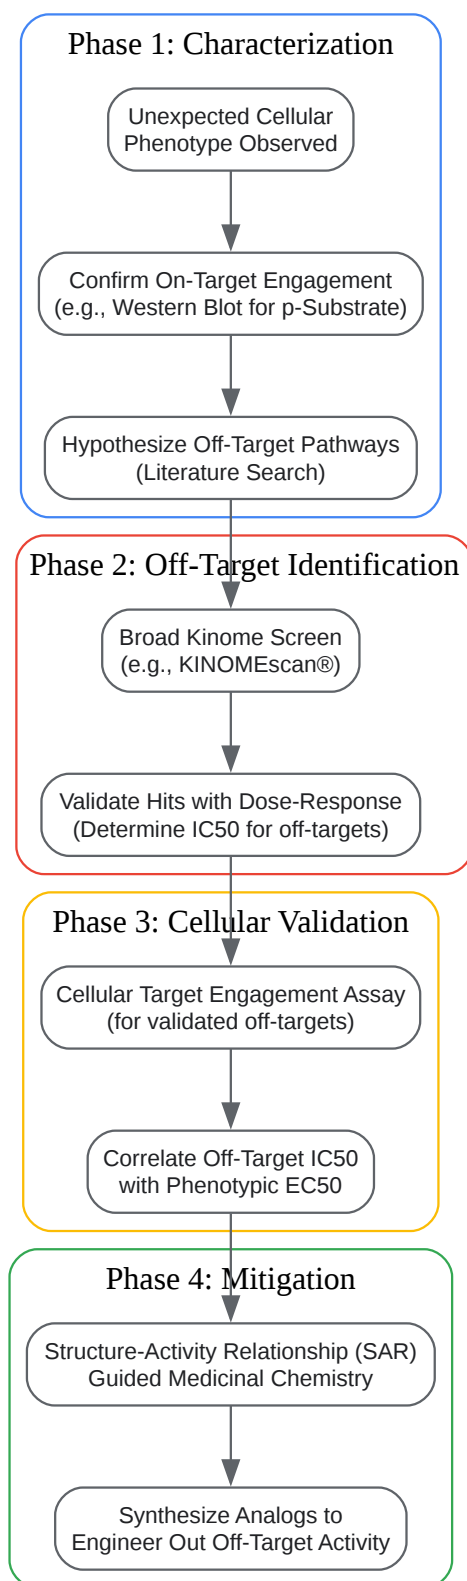 Phase 1: Characterization
Unexpected Cellular
Phenotype Observed
Confirm On-Target Engagement
(e.g., Western Blot for p-Substrate)
Hypothesize Off-Target Pathways
(Literature Search)
Phase 2: Off-Target Identification
Broad Kinome Screen
(e.g., KINOMEscan®)
Validate Hits with Dose-Response
(Determine IC50 for off-targets)
Phase 3: Cellular Validation
Cellular Target Engagement Assay
(for validated off-targets)
Correlate Off-Target IC50
with Phenotypic EC50
Phase 4: Mitigation
Structure-Activity Relationship (SAR)
Guided Medicinal Chemistry
Synthesize Analogs to
Engineer Out Off-Target Activity